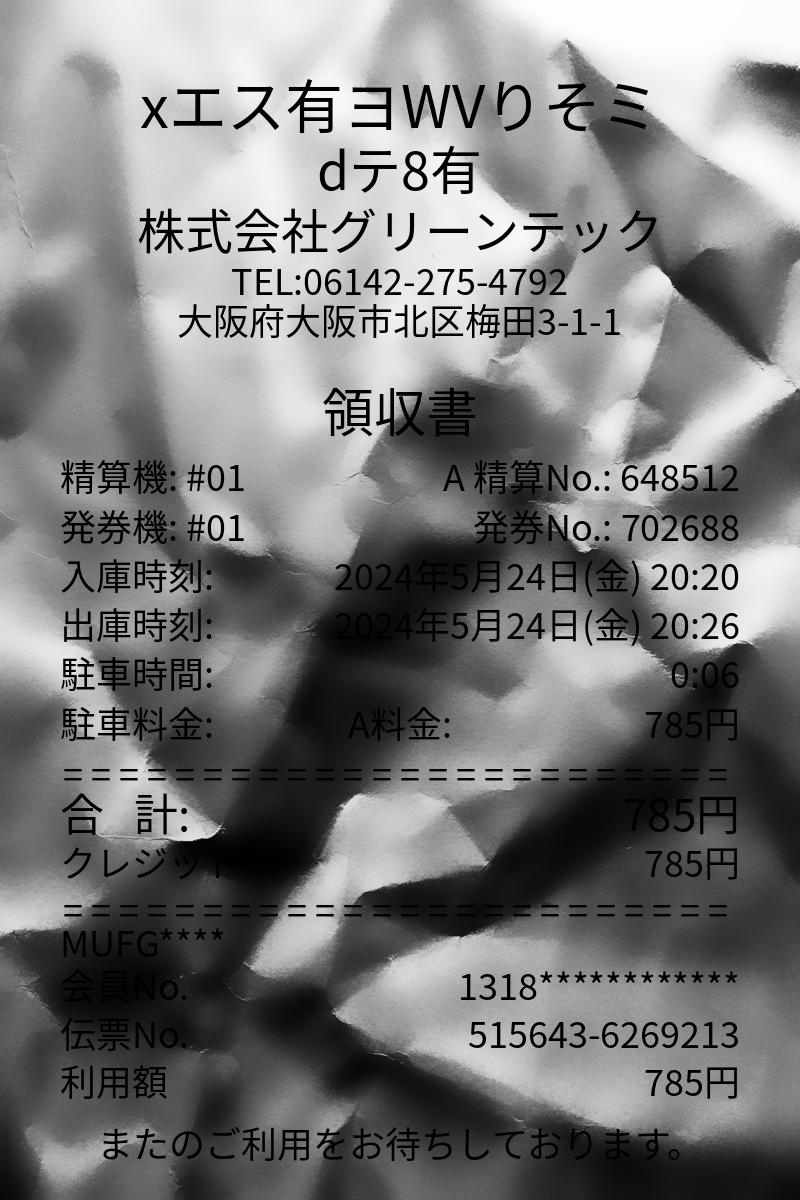 xエス有ヨWVりそミ
dテ8有
株式会社グリーンテック
TEL:06142-275-4792
大阪府大阪市北区梅田3-1-1
領収書
精算機: #01 A 精算No.: 648512
発券機: #01 発券No.: 702688
入庫時刻: 2024年5月24日(金) 20:20
出庫時刻: 2024年5月24日(金) 20:26
駐車時間: 0:06
駐車料金: A料金: 785円
========================
合 計: 785円
クレジット 785円
========================
MUFG****
会員No. 1318************
伝票No. 515643-6269213
利用額 785円
またのご利用をお待ちしております。